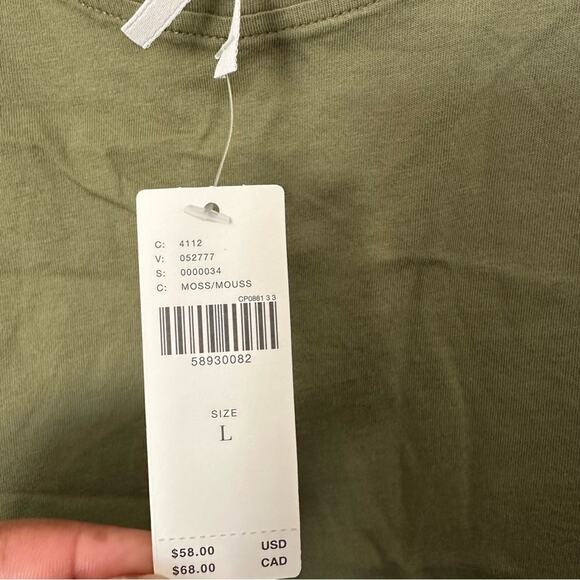 C: 4112
V: 052777
S: 0000034
C: MOSS/MOUSS
CP0861 3 3
58930082
SIZE
L
$58.00 USD
$68.00 CAD